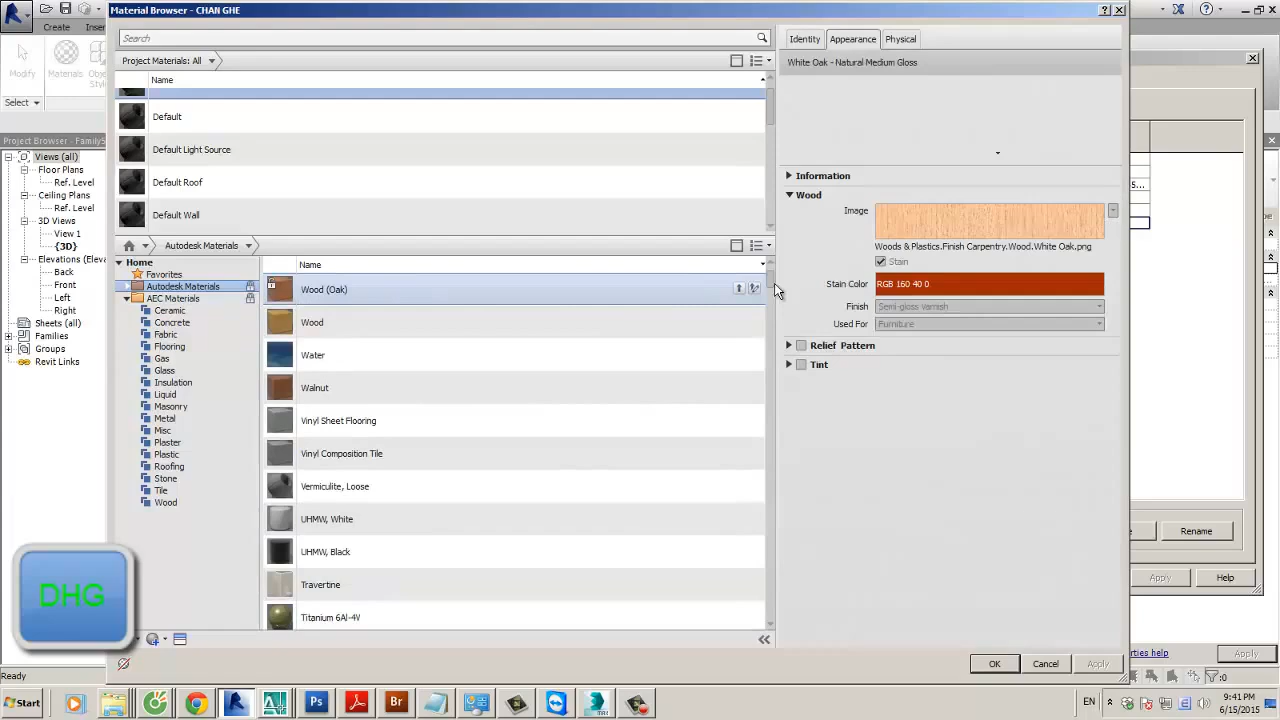 Material Browser - CHAN GHE
Create
Modify
Materials
Select
Search
Project Materials: All
Name
Default
Default Light Source
Default Roof
Default Wall
Autodesk Materials
Home
Favorites
Autodesk Materials
AEC Materials
Ceramic
Concrete
Fabric
Flooring
Gas
Glass
Insulation
Liquid
Masonry
Metal
Misc
Plaster
Plastic
Roofing
Stone
Tile
Wood
Name
Wood (Oak)
Wood
Water
Walnut
Vinyl Sheet Flooring
Vinyl Composition Tile
Vermiculite, Loose
UHMW, White
UHMW, Black
Travertine
Titanium 6Al-4V
Identity
Appearance
Physical
White Oak - Natural Medium Gloss
Information
Wood
Image
Woods & Plastics.Finish Carpentry.Wood.White Oak.png
Stain
Stain Color
RGB 160 40 0
Finish
Semi-gloss Varnish
Used For
Furniture
Relief Pattern
Tint
OK
Cancel
Apply
Project Browser - FamilyS
Views (all)
Floor Plans
Ref. Level
Ceiling Plans
Ref. Level
3D Views
View 1
{3D}
Elevations (Eleva
Back
Front
Left
Right
Sheets (all)
Families
Groups
Revit Links
Rename
Apply
Help
Apply
DHG
Ready
:0
Start
Ps
Br
EN
9:41 PM
6/15/2015